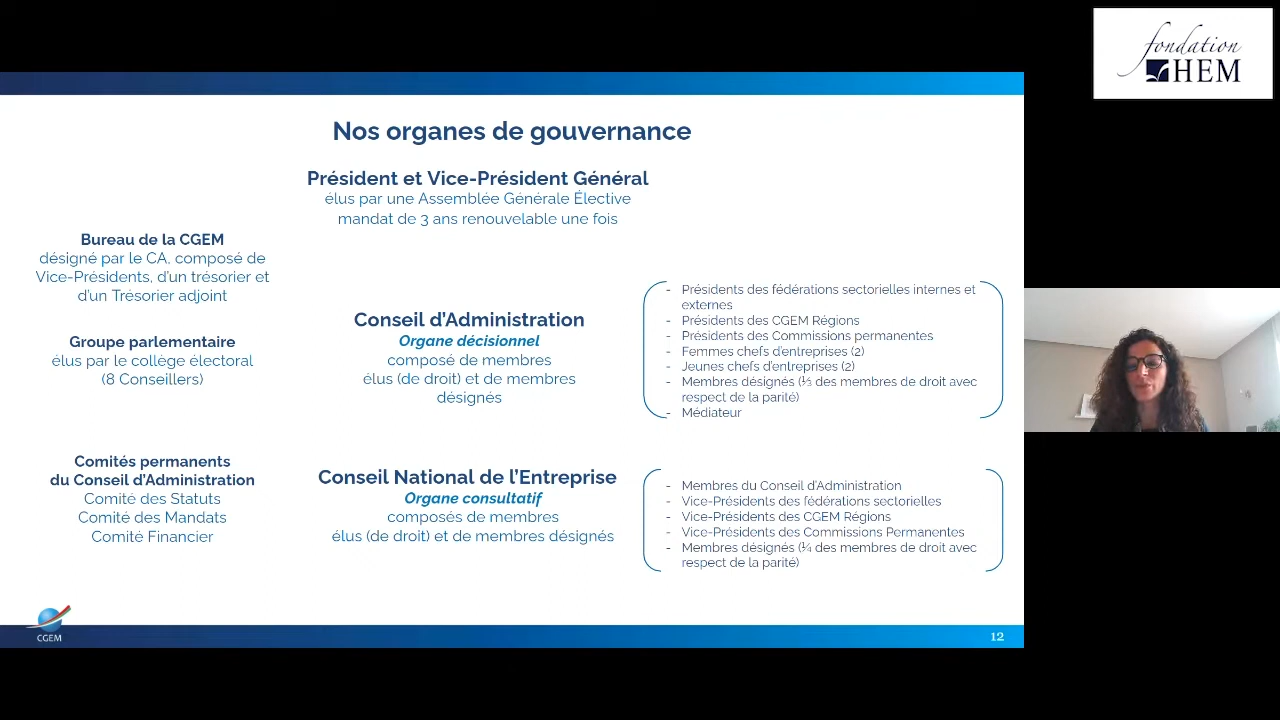 fondation
HEM
Nos organes de gouvernance
Président et Vice-Président Général
élus par une Assemblée Générale Élective
mandat de 3 ans renouvelable une fois
Bureau de la CGEM
désigné par le CA, composé de
Vice-Présidents, d'un trésorier et
d'un Trésorier adjoint
Groupe parlementaire
élus par le collège électoral
(8 Conseillers)
Comités permanents
du Conseil d'Administration
Comité des Statuts
Comité des Mandats
Comité Financier
Conseil d'Administration
Organe décisionnel
composé de membres
élus (de droit) et de membres
désignés
- Présidents des fédérations sectorielles internes et
externes
- Présidents des CGEM Régions
- Présidents des Commissions permanentes
- Femmes chefs d'entreprises (2)
- Jeunes chefs d'entreprises (2)
- Membres désignés (⅓ des membres de droit avec
respect de la parité)
- Médiateur
Conseil National de l'Entreprise
Organe consultatif
composés de membres
élus (de droit) et de membres désignés
- Membres du Conseil d'Administration
- Vice-Présidents des fédérations sectorielles
- Vice-Présidents des CGEM Régions
- Vice-Présidents des Commissions Permanentes
- Membres désignés (¼ des membres de droit avec
respect de la parité)
CGEM
12